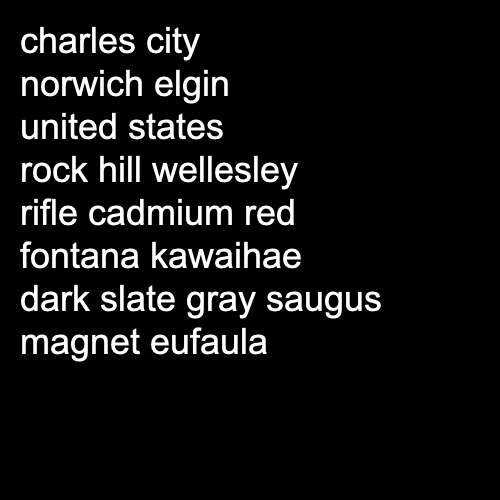 charles city
norwich elgin
united states
rock hill wellesley
rifle cadmium red
fontana kawaihae
dark slate gray saugus
magnet eufaula